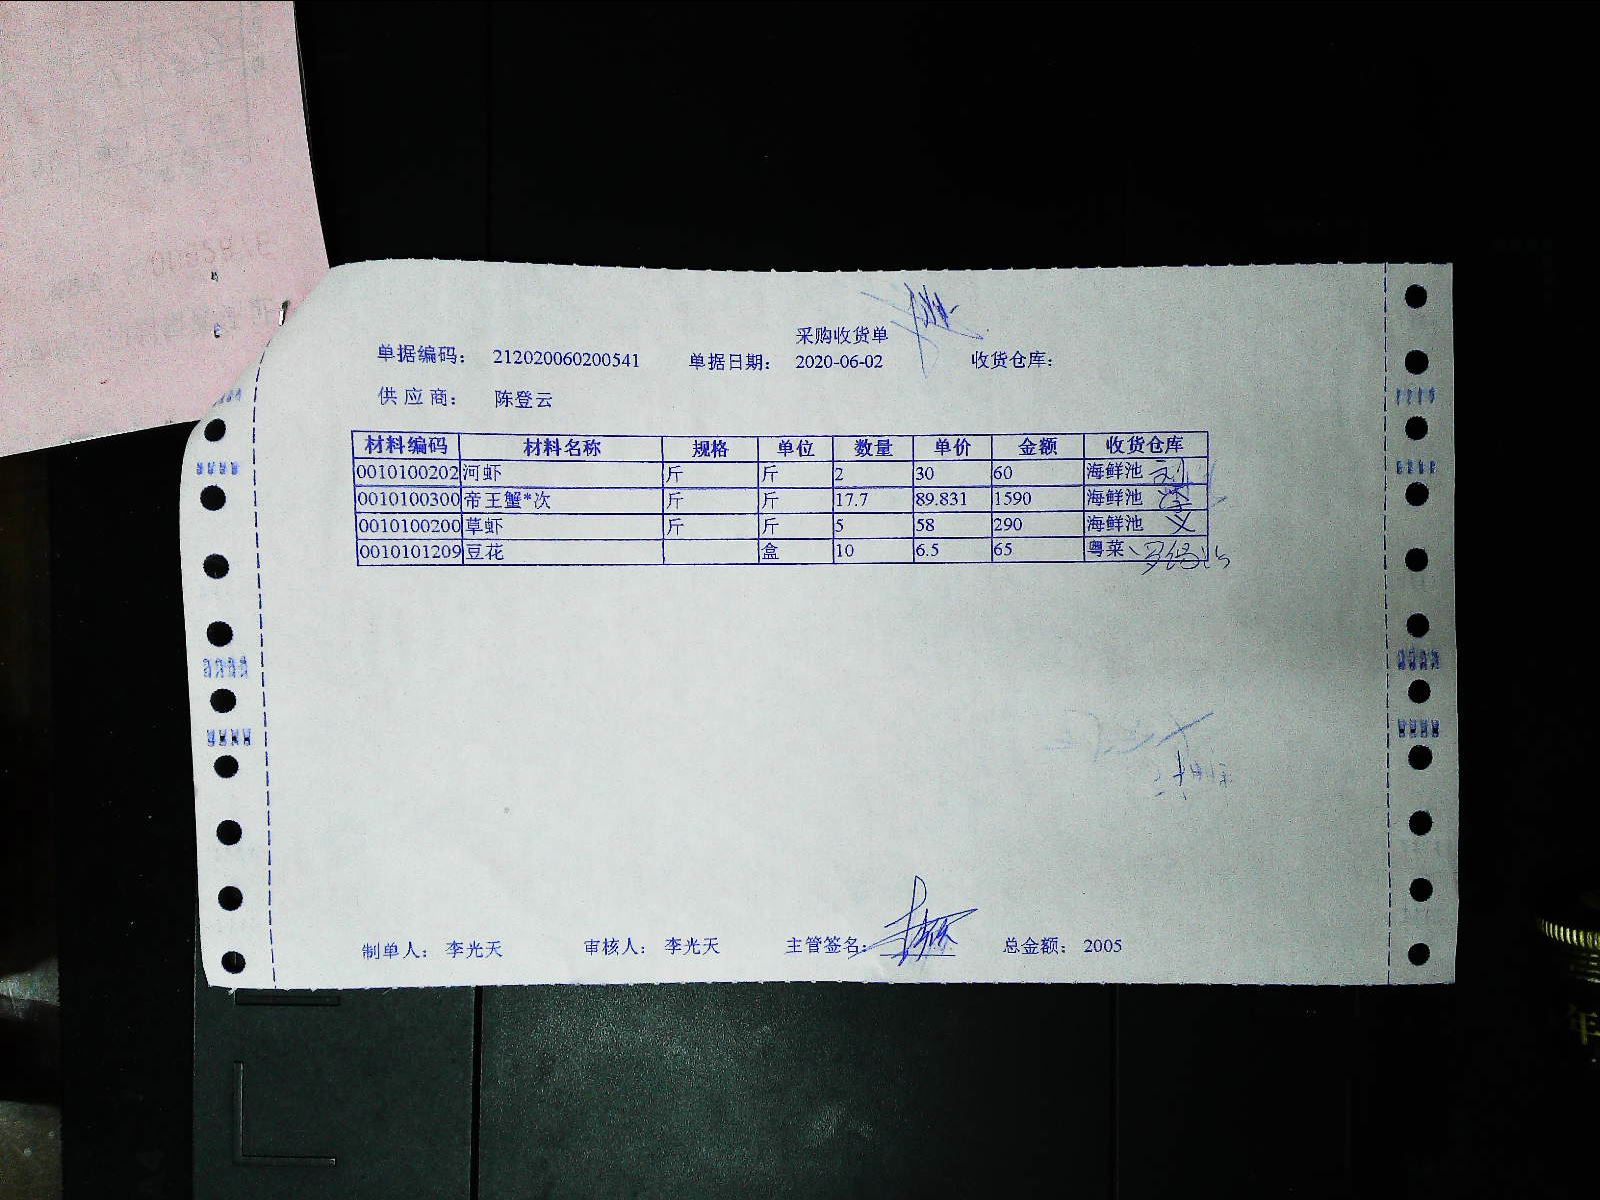 采购收货单
单据编码: 212020060200541 单据日期: 2020-06-02 收货仓库:
供应商: 陈登云
材料编码 材料名称 规格 单位 数量 单价 金额 收货仓库
0010100202 河虾 斤 斤 2 30 60 海鲜池
0010100300 帝王蟹*次 斤 斤 17.7 89.831 1590 海鲜池
0010100200 草虾 斤 斤 5 58 290 海鲜池
0010101209 豆花 盒 10 6.5 65 粤菜
制单人: 李光天 审核人: 李光天 主管签名: 总金额: 2005